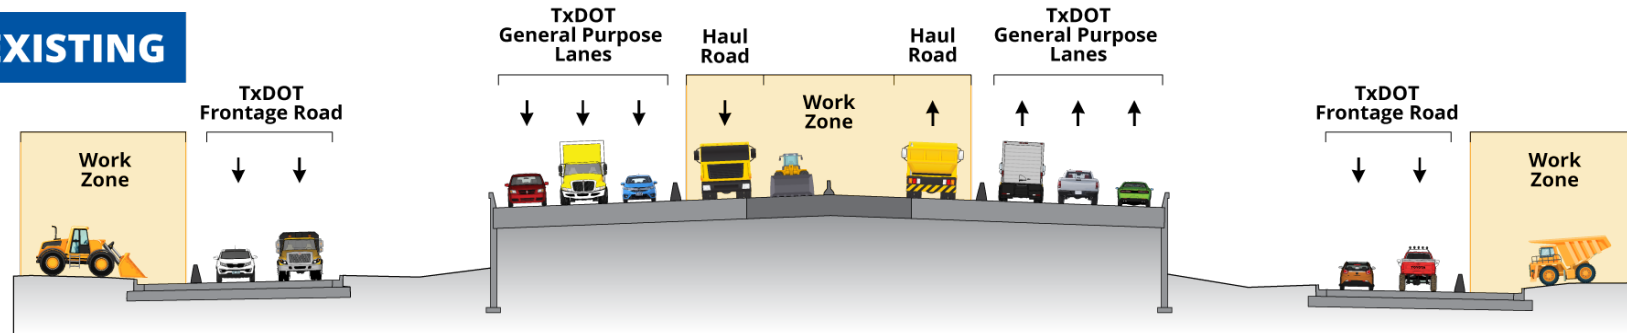 EXISTING
TxDOT
General Purpose
Lanes
Haul
Road
Haul
Road
TxDOT
General Purpose
Lanes
TxDOT
Frontage Road
TxDOT
Frontage Road
Work
Zone
Work
Zone
Work
Zone